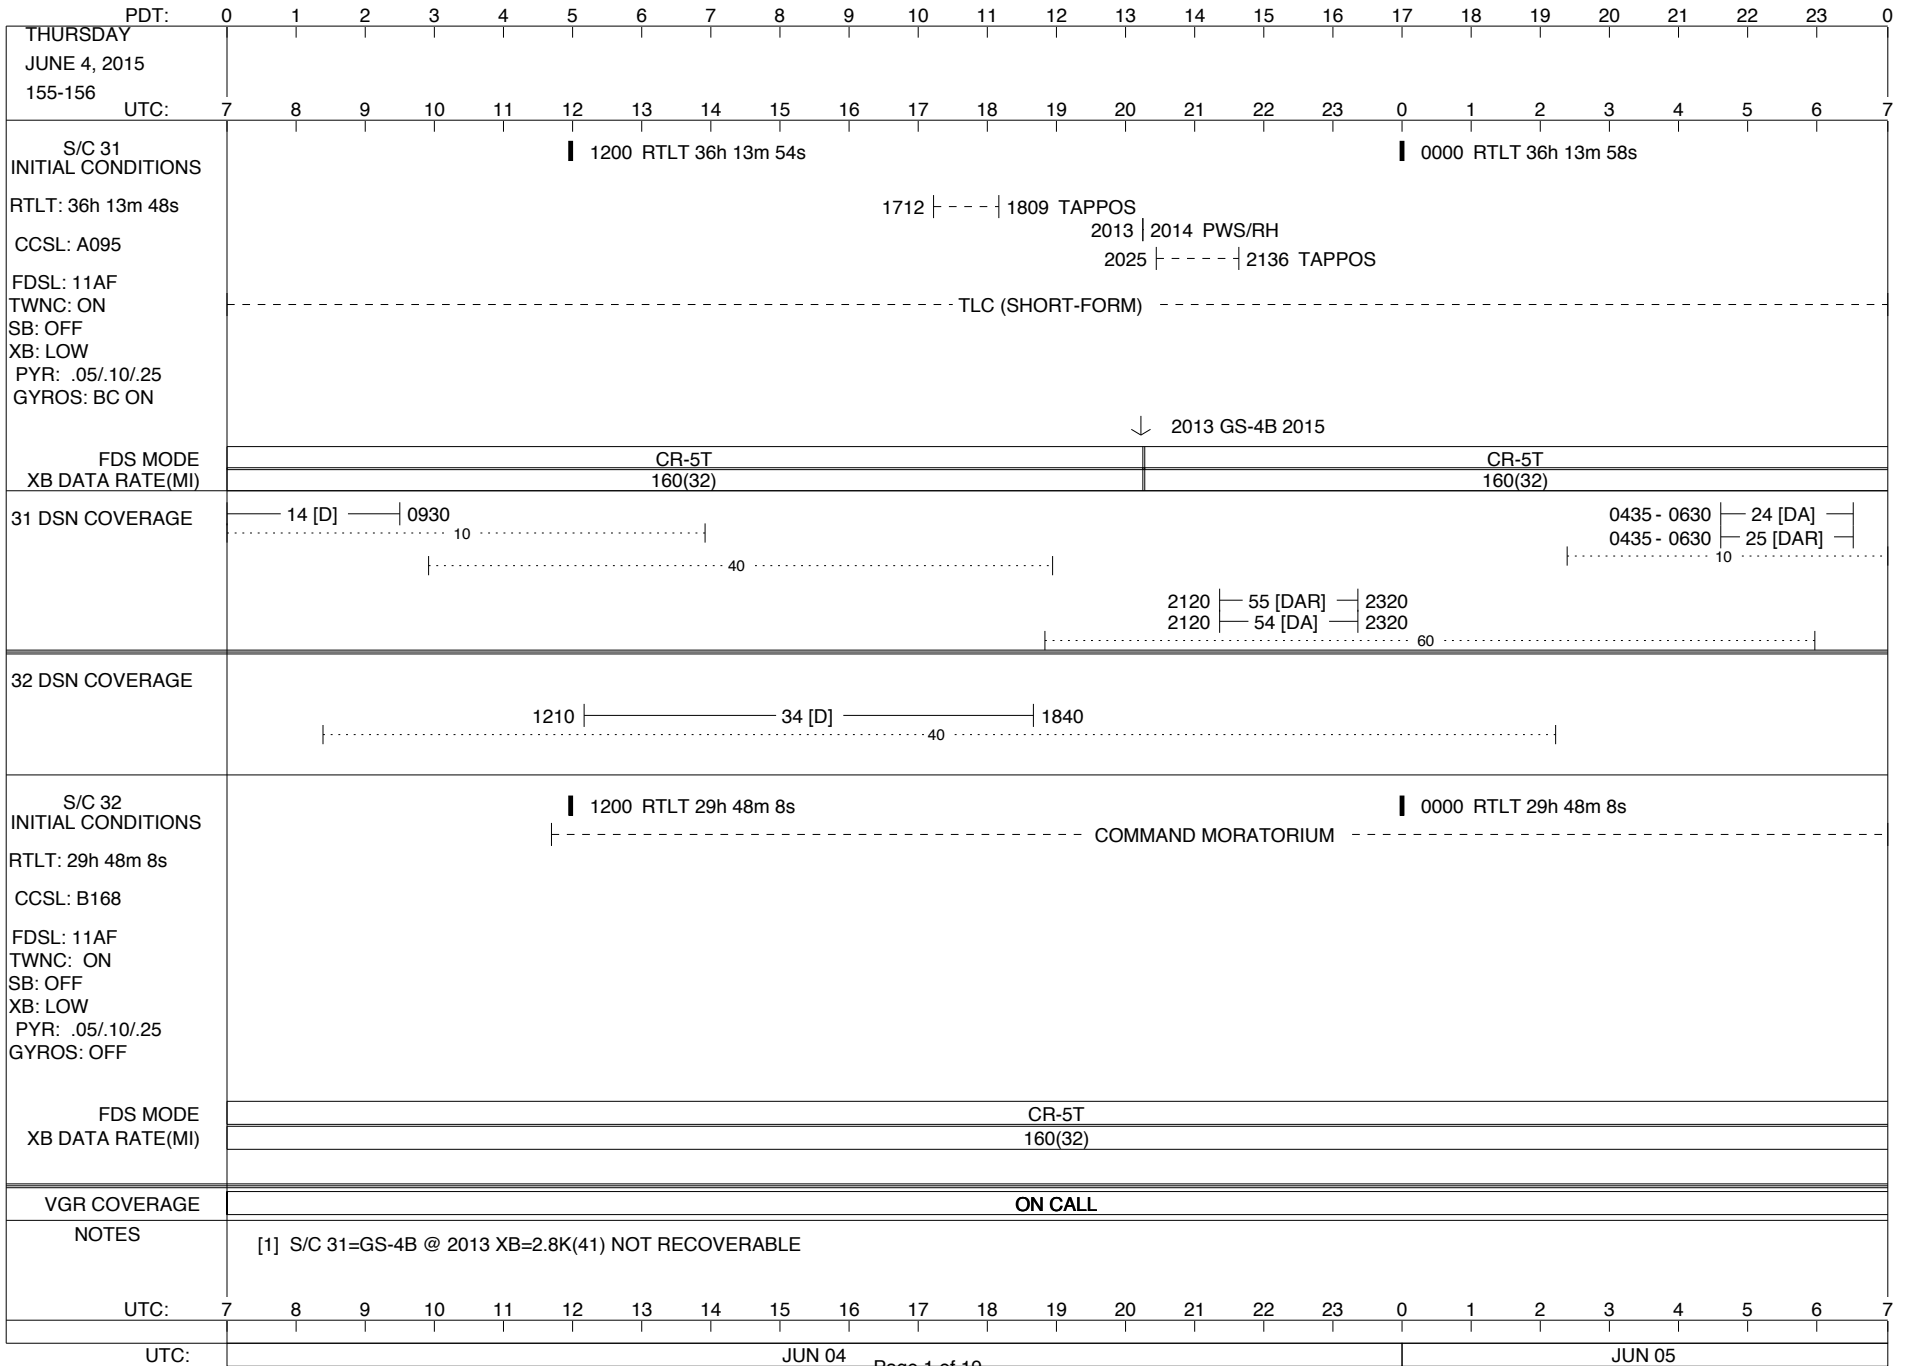 PDT: 0 1 2 3 4 5 6 7 8 9 10 11 12 13 14 15 16 17 18 19 20 21 22 23 0
THURSDAY
JUNE 4, 2015
155-156
UTC: 7 8 9 10 11 12 13 14 15 16 17 18 19 20 21 22 23 0 1 2 3 4 5 6 7
S/C 31
INITIAL CONDITIONS
1200 RTLT 36h 13m 54s
0000 RTLT 36h 13m 58s
RTLT: 36h 13m 48s
1712 1809 TAPPOS
2013 2014 PWS/RH
CCSL: A095
2025 2136 TAPPOS
FDSL: 11AF
TWNC: ON
TLC (SHORT-FORM)
SB: OFF
XB: LOW
PYR: .05/.10/.25
GYROS: BC ON
2013 GS-4B 2015
FDS MODE CR-5T CR-5T
XB DATA RATE(MI) 160(32) 160(32)
31 DSN COVERAGE 14 [D] 0930 0435 - 0630 24 [DA]
10 0435 - 0630 25 [DAR]
40 10
2120 55 [DAR] 2320
2120 54 [DA] 2320
60
32 DSN COVERAGE
1210 34 [D] 1840
40
S/C 32
INITIAL CONDITIONS
1200 RTLT 29h 48m 8s
0000 RTLT 29h 48m 8s
COMMAND MORATORIUM
RTLT: 29h 48m 8s
CCSL: B168
FDSL: 11AF
TWNC: ON
SB: OFF
XB: LOW
PYR: .05/.10/.25
GYROS: OFF
FDS MODE CR-5T
XB DATA RATE(MI) 160(32)
VGR COVERAGE ON CALL
NOTES
[1] S/C 31=GS-4B @ 2013 XB=2.8K(41) NOT RECOVERABLE
UTC: 7 8 9 10 11 12 13 14 15 16 17 18 19 20 21 22 23 0 1 2 3 4 5 6 7
UTC: JUN 04 JUN 05
Page 1 of 19